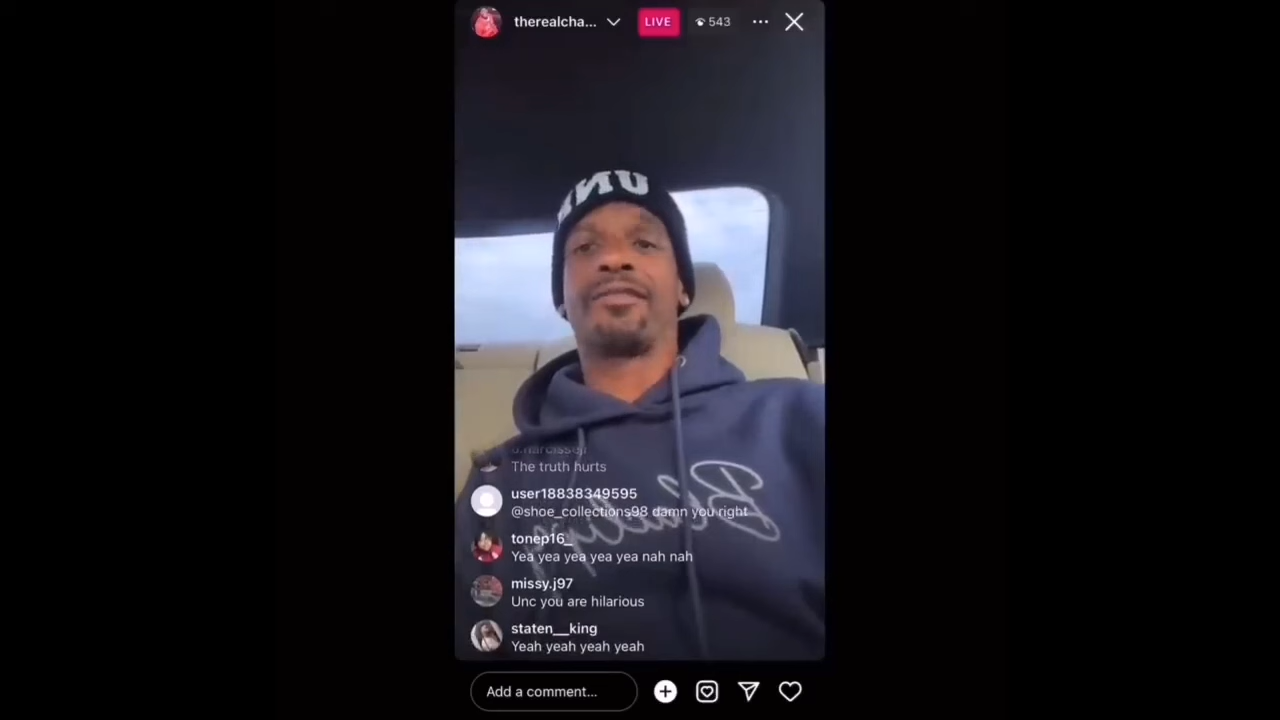 therealcha...
LIVE
543
UNK
The truth hurts
user18838349595
@shoe_collections98 damn you right
tonep16_
Yea yea yea yea yea nah nah
missy.j97
Unc you are hilarious
staten__king
Yeah yeah yeah yeah
Add a comment...